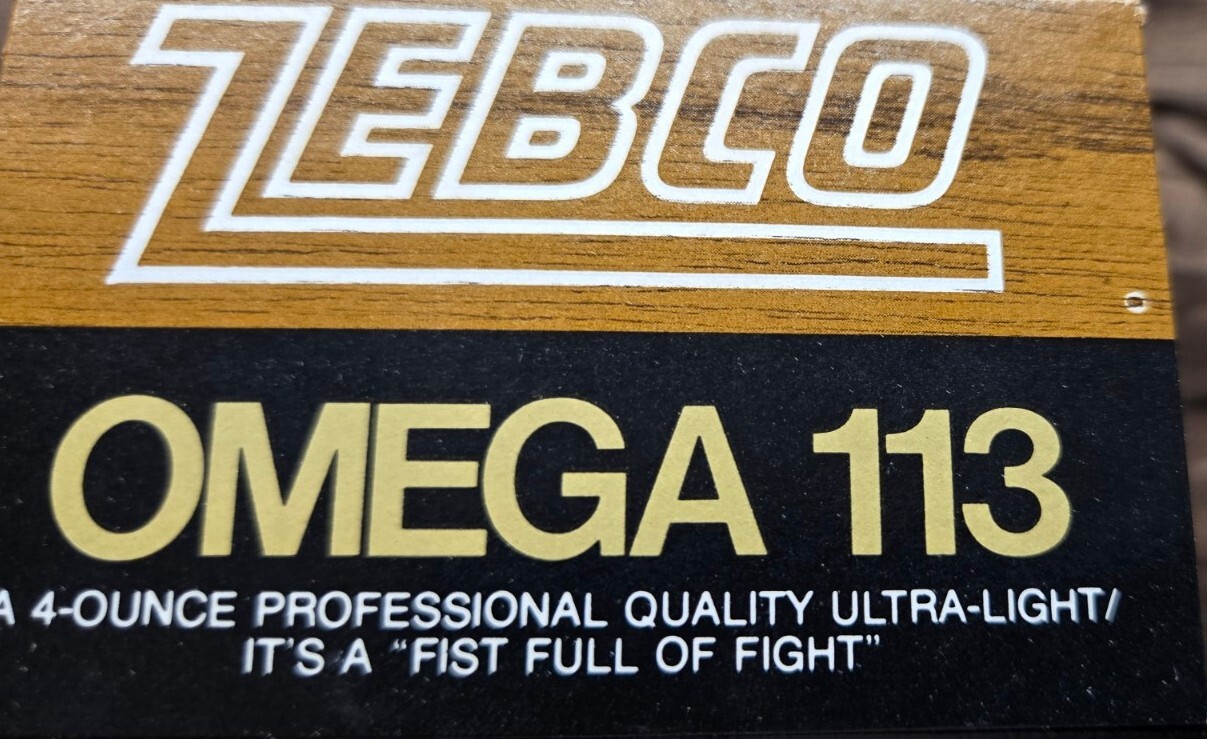 ZEBCO
OMEGA 113
A 4-OUNCE PROFESSIONAL QUALITY ULTRA-LIGHT/
IT'S A "FIST FULL OF FIGHT"